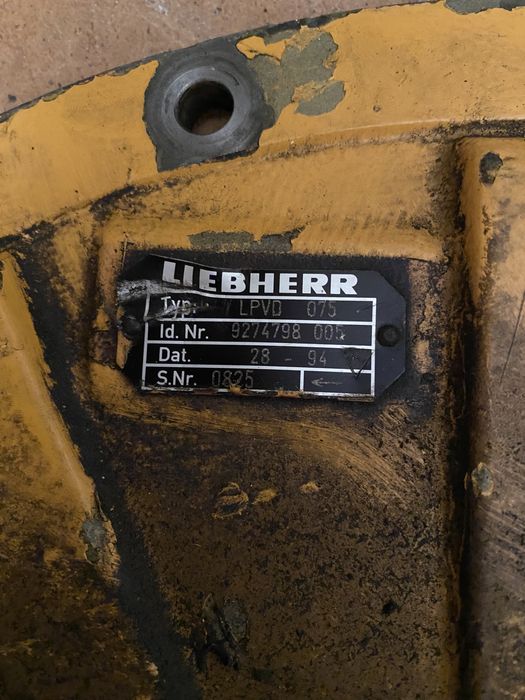 LIEBHERR
Typ. LPVD 075
Id. Nr. 9274798 005
Dat. 28 - 94
S.Nr. 0825 ←